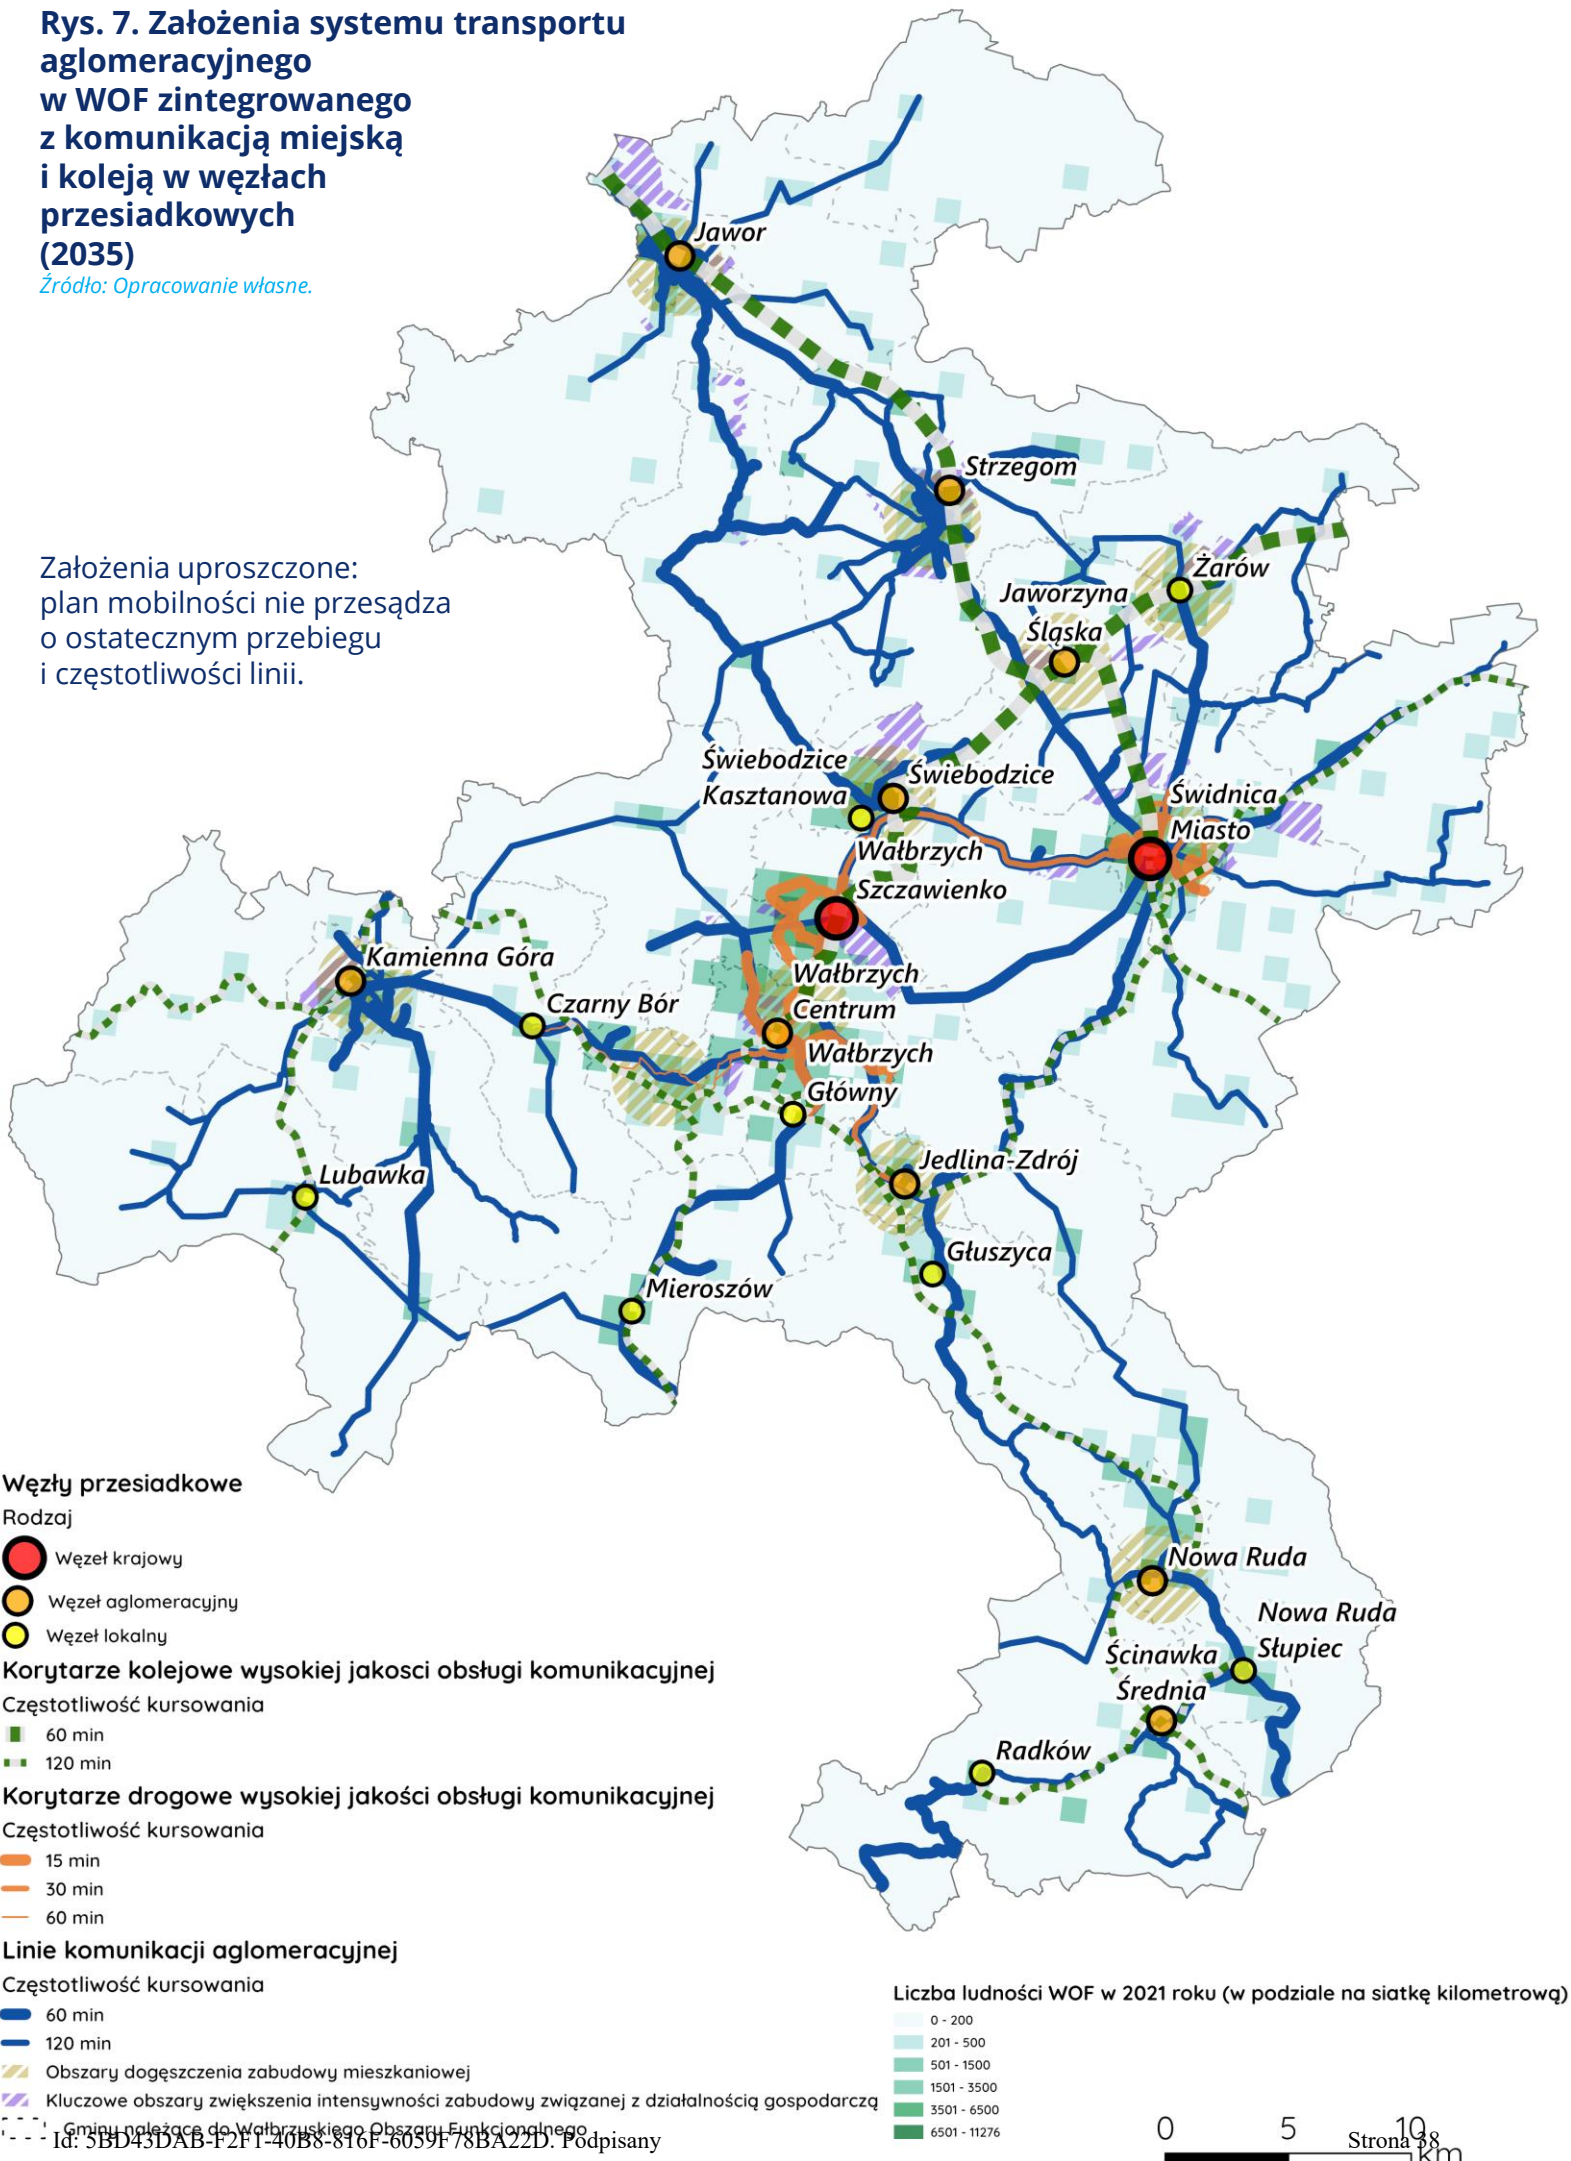 Rys. 7. Założenia systemu transportu
aglomeracyjnego
w WOF zintegrowanego
z komunikacją miejską
i koleją w węzłach
przesiadkowych
(2035)
Źródło: Opracowanie własne.
Jawor
Strzegom
Założenia uproszczone:
plan mobilności nie przesądza
o ostatecznym przebiegu
i częstotliwości linii.
Żarów
Jaworzyna
Śląska
Świebodzice
Kasztanowa
Świebodzice
Świdnica
Miasto
Wałbrzych
Szczawienko
Kamienna Góra
Czarny Bór
Wałbrzych
Centrum
Wałbrzych
Główny
Jedlina-Zdrój
Lubawka
Głuszyca
Mieroszów
Nowa Ruda
Nowa Ruda
Słupiec
Ścinawka
Średnia
Radków
Węzły przesiadkowe
Rodzaj
Węzeł krajowy
Węzeł aglomeracyjny
Węzeł lokalny
Korytarze kolejowe wysokiej jakosci obsługi komunikacyjnej
Częstotliwość kursowania
60 min
120 min
Korytarze drogowe wysokiej jakości obsługi komunikacyjnej
Częstotliwość kursowania
15 min
30 min
60 min
Linie komunikacji aglomeracyjnej
Częstotliwość kursowania
60 min
120 min
Obszary dogęszczenia zabudowy mieszkaniowej
Kluczowe obszary zwiększenia intensywności zabudowy związanej z działalnością gospodarczą
Gminy należące do Wałbrzyskiego Obszaru Funkcjonalnego
Liczba ludności WOF w 2021 roku (w podziale na siatkę kilometrową)
0 - 200
201 - 500
501 - 1500
1501 - 3500
3501 - 6500
6501 - 11276
0 5 10
km
Id: 5BD43DAB-F2F1-40B8-816F-6059F78BA22D. Podpisany
Strona 38